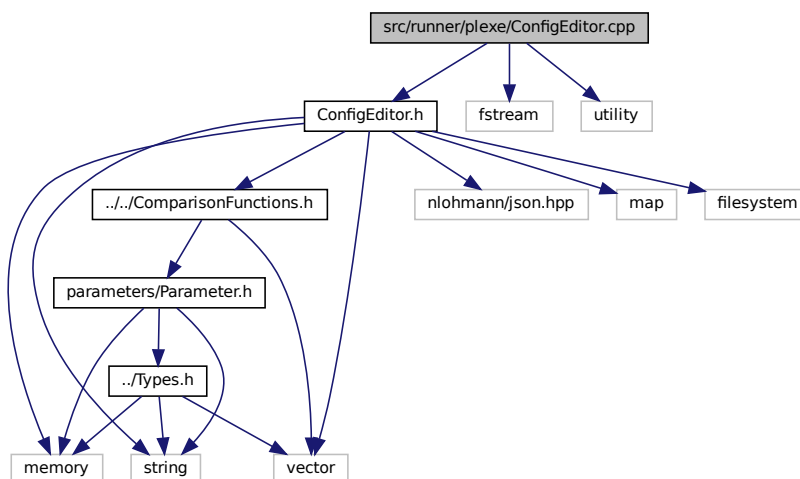 src/runner/plexe/ConfigEditor.cpp
ConfigEditor.h
fstream
utility
../../ComparisonFunctions.h
nlohmann/json.hpp
map
filesystem
parameters/Parameter.h
../Types.h
memory
string
vector